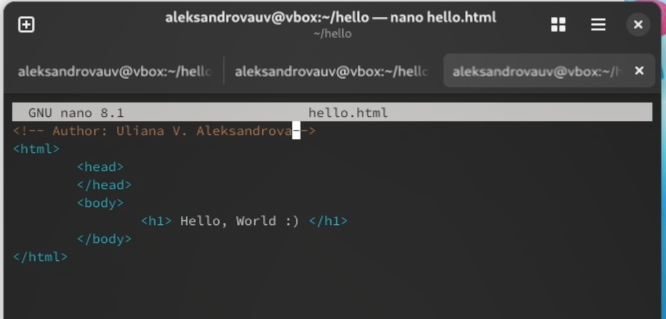 aleksandrovauv@vbox:~/hello — nano hello.html
~/hello
aleksandrovauv@vbox:~/hello aleksandrovauv@vbox:~/hello aleksandrovauv@vbox:~/h
GNU nano 8.1 hello.html
<!-- Author: Uliana V. Aleksandrova-->
<html>
<head>
</head>
<body>
<h1> Hello, World :) </h1>
</body>
</html>